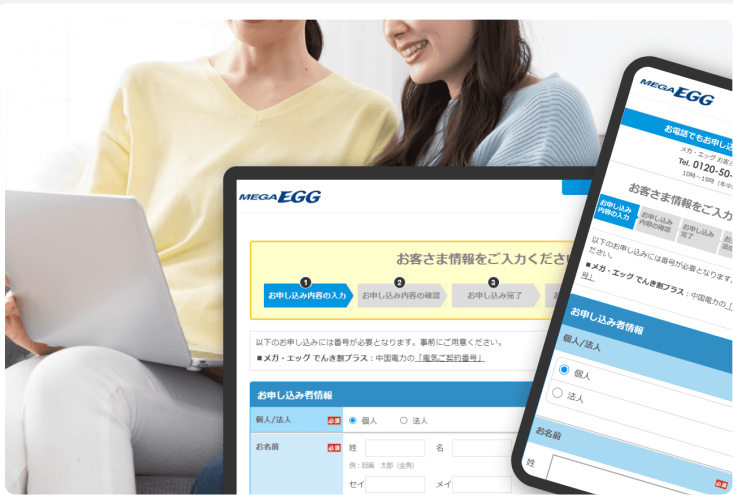 MEGA EGG
お客さま情報をご入力くださ
1
お申し込み内容の入力
2
お申し込み内容の確認
3
お申し込み完了
以下のお申し込みには番号が必要となります。事前にご用意ください。
■メガ・エッグ でんき割プラス：中国電力の「電気ご契約番号」
お申し込み者情報
個人/法人 必須 個人 法人
お名前 必須 姓 名
例：目画 太郎（全角）
セイ メイ
MEGA EGG
お電話でもお申し込
メガ・エッグ お客さ
Tel. 0120-50-
10時～19時（年中
お客さま情報をご入力
お申し込み
内容の入力
お申し込み
内容の確認
お申し込み
完了
以下のお申し込みには番号が必要となります。
ださい。
■メガ・エッグ でんき割プラス：中国電力の「
号」
お申し込み者情報
個人/法人
個人
法人
お名前
必須
姓